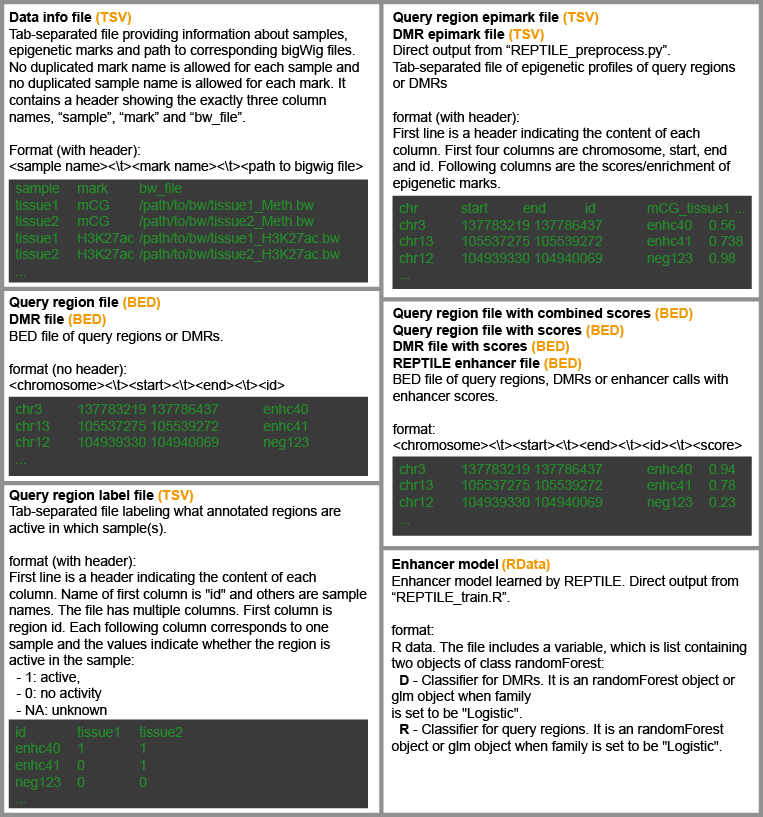 Data info file (TSV)
Tab-separated file providing information about samples,
epigenetic marks and path to corresponding bigWig files.
No duplicated mark name is allowed for each sample and
no duplicated sample name is allowed for each mark. It
contains a header showing the exactly three column
names, “sample”, “mark” and “bw_file”.
Format (with header):
<sample name><\t><mark name><\t><path to bigwig file>
sample mark bw_file
tissue1 mCG /path/to/bw/tissue1_Meth.bw
tissue2 mCG /path/to/bw/tissue2_Meth.bw
tissue1 H3K27ac /path/to/bw/tissue1_H3K27ac.bw
tissue2 H3K27ac /path/to/bw/tissue2_H3K27ac.bw
...
Query region file (BED)
DMR file (BED)
BED file of query regions or DMRs.
format (no header):
<chromosome><\t><start><\t><end><\t><id>
chr3 137783219 137786437 enhc40
chr13 105537275 105539272 enhc41
chr12 104939330 104940069 neg123
...
Query region label file (TSV)
Tab-separated file labeling what annotated regions are
active in which sample(s).
format (with header):
First line is a header indicating the content of each
column. Name of first column is "id" and others are sample
names. The file has multiple columns. First column is
region id. Each following column corresponds to one
sample and the values indicate whether the region is
active in the sample:
- 1: active,
- 0: no activity
- NA: unknown
id tissue1 tissue2
enhc40 1 1
enhc41 0 1
neg123 0 0
...
Query region epimark file (TSV)
DMR epimark file (TSV)
Direct output from “REPTILE_preprocess.py”.
Tab-separated file of epigenetic profiles of query regions
or DMRs
format (with header):
First line is a header indicating the content of each
column. First four columns are chromosome, start, end
and id. Following columns are the scores/enrichment of
epigenetic marks.
chr start end id mCG_tissue1 ...
chr3 137783219 137786437 enhc40 0.56
chr13 105537275 105539272 enhc41 0.738
chr12 104939330 104940069 neg123 0.98
...
Query region file with combined scores (BED)
Query region file with scores (BED)
DMR file with scores (BED)
REPTILE enhancer file (BED)
BED file of query regions, DMRs or enhancer calls with
enhancer scores.
format:
<chromosome><\t><start><\t><end><\t><id><\t><score>
chr3 137783219 137786437 enhc40 0.94
chr13 105537275 105539272 enhc41 0.78
chr12 104939330 104940069 neg123 0.23
...
Enhancer model (RData)
Enhancer model learned by REPTILE. Direct output from
“REPTILE_train.R”.
format:
R data. The file includes a variable, which is list containing
two objects of class randomForest:
D - Classifier for DMRs. It is an randomForest object or
glm object when family
is set to be "Logistic".
R - Classifier for query regions. It is an randomForest
object or glm object when family is set to be "Logistic".